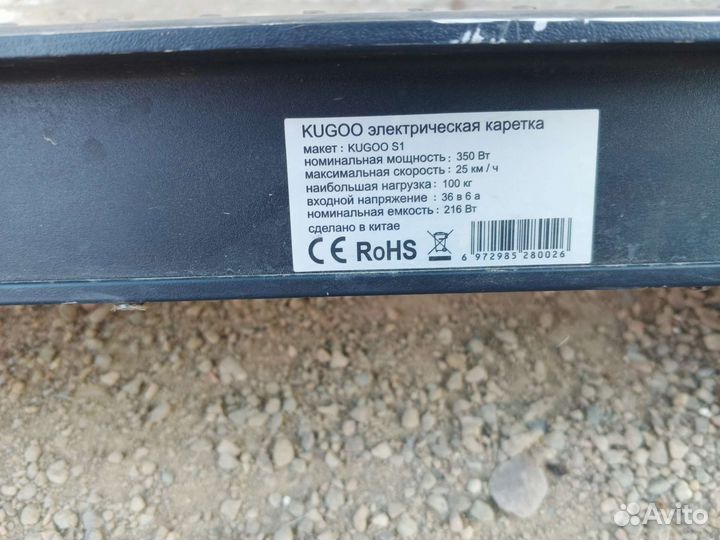 KUGOO электрическая каретка
макет : KUGOO S1
номинальная мощность : 350 Вт
максимальная скорость : 25 км / ч
наибольшая нагрузка : 100 кг
входной напряжение : 36 в 6 а
номинальная емкость : 216 Вт
сделано в китае
CE RoHS
6 972985 280026
Avito